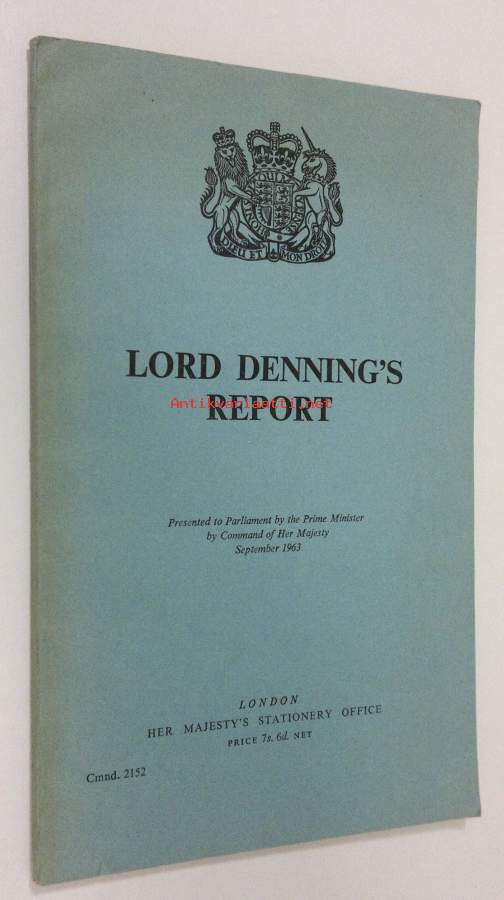 DIEU ET MON DROIT
LORD DENNING'S
REPORT
Antikvariaatti.net
Presented to Parliament by the Prime Minister
by Command of Her Majesty
September 1963
LONDON
HER MAJESTY'S STATIONERY OFFICE
PRICE 7s. 6d. NET
Cmnd. 2152